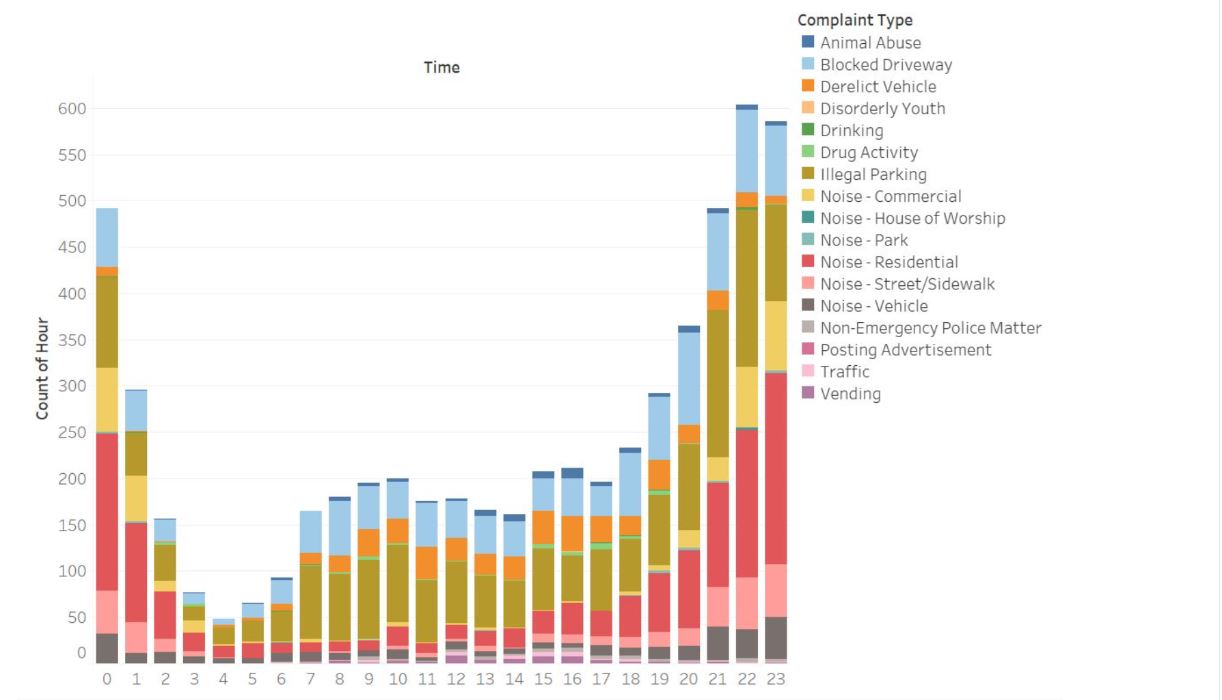 Complaint Type
Animal Abuse
Blocked Driveway
Derelict Vehicle
Disorderly Youth
Drinking
Drug Activity
Illegal Parking
Noise - Commercial
Noise - House of Worship
Noise - Park
Noise - Residential
Noise - Street/Sidewalk
Noise - Vehicle
Non-Emergency Police Matter
Posting Advertisement
Traffic
Vending
Time
Count of Hour
600
550
500
450
400
350
300
250
200
150
100
50
0
0 1 2 3 4 5 6 7 8 9 10 11 12 13 14 15 16 17 18 19 20 21 22 23